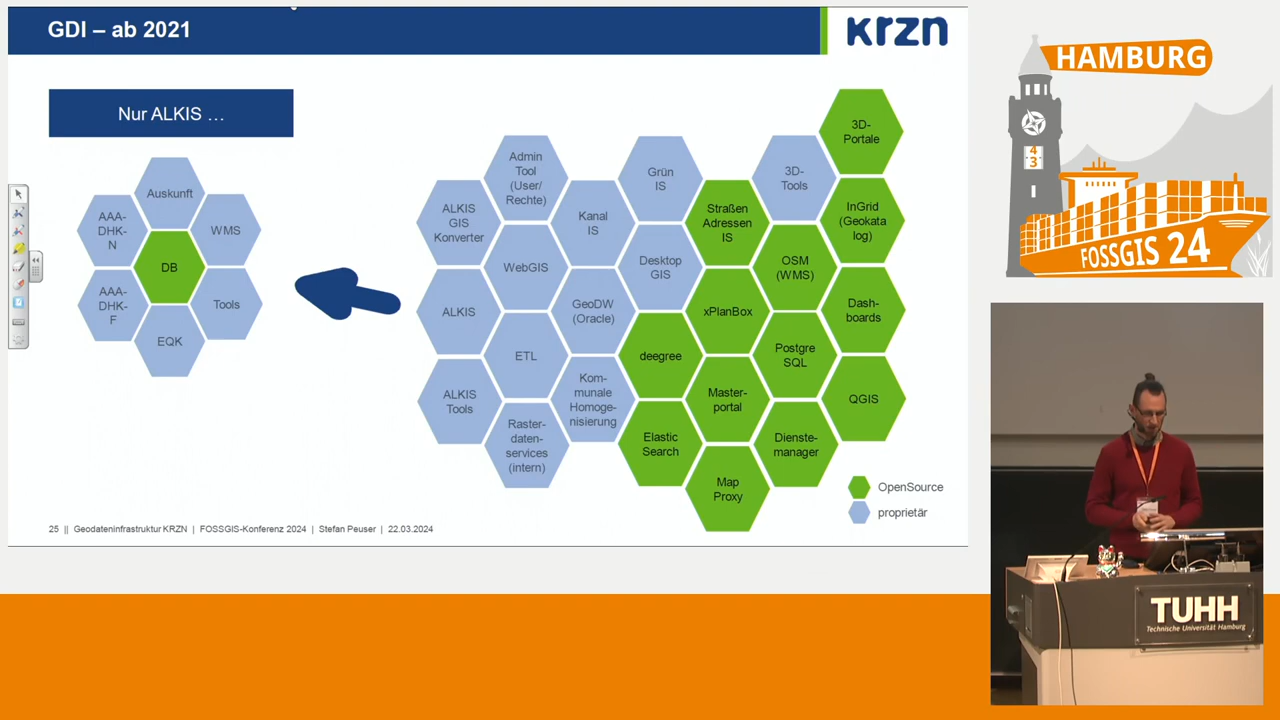 GDI – ab 2021
krzn
Nur ALKIS …
Auskunft
AAA-
DHK-
N
WMS
DB
AAA-
DHK-
F
Tools
EQK
Admin
Tool
(User/
Rechte)
Grün
IS
3D-
Tools
3D-
Portale
ALKIS
GIS
Konverter
Kanal
IS
Straßen
Adressen
IS
InGrid
(Geokata
log)
WebGIS
Desktop
GIS
OSM
(WMS)
ALKIS
GeoDW
(Oracle)
xPlanBox
Dash-
boards
ETL
deegree
Postgre
SQL
ALKIS
Tools
Kom-
munale
Homoge-
nisierung
Master-
portal
QGIS
Raster-
daten-
services
(intern)
Elastic
Search
Dienste-
manager
Map
Proxy
OpenSource
proprietär
25 || Geodateninfrastruktur KRZN | FOSSGIS-Konferenz 2024 | Stefan Peuser | 22.03.2024
HAMBURG
4
3
FOSSGIS 24
TUHH
Technische Universität Hamburg